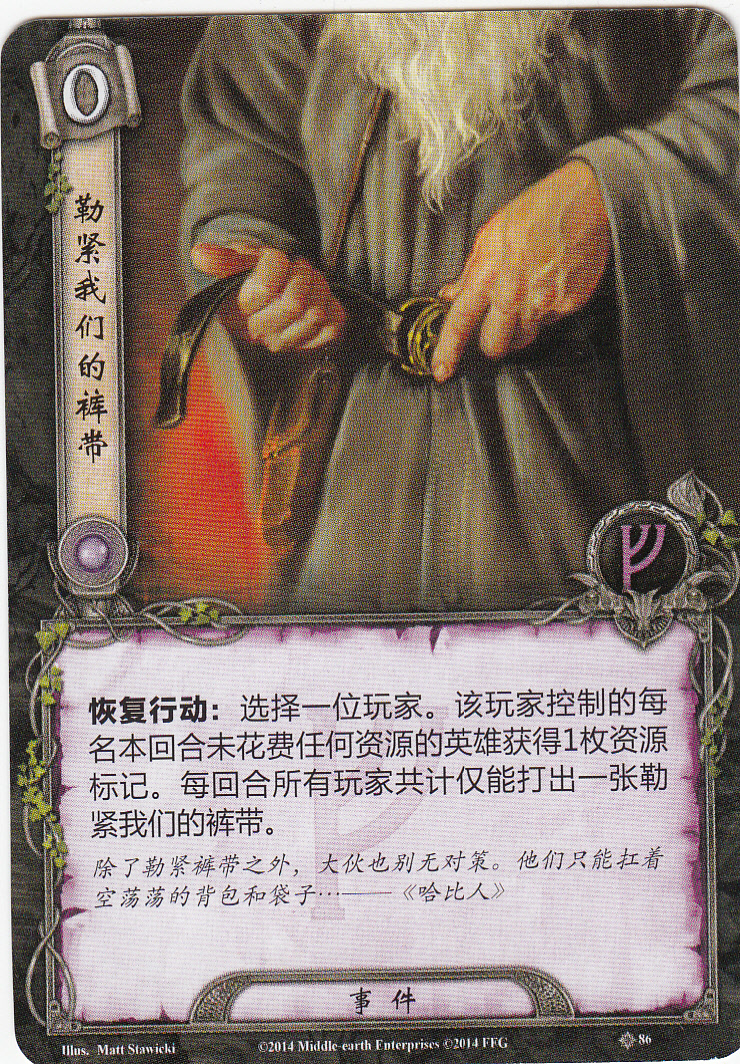 0
勒紧我们的裤带
恢复行动：选择一位玩家。该玩家控制的每
名本回合未花费任何资源的英雄获得1枚资源
标记。每回合所有玩家共计仅能打出一张勒
紧我们的裤带。
除了勒紧裤带之外，大伙也别无对策。他们只能扛着
空荡荡的背包和袋子…——《哈比人》
事件
Illus. Matt Stawicki
©2014 Middle-earth Enterprises ©2014 FFG
86